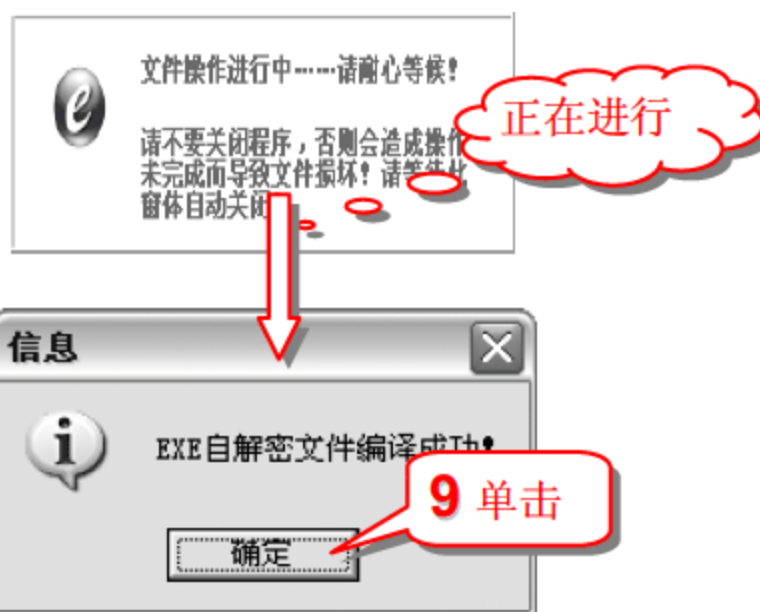 文件操作进行中……请耐心等候!
正在进行
请不要关闭程序，否则会造成操作
未完成而导致文件损坏! 请等待此
窗体自动关闭
信息
EXE自解密文件编译成功!
9 单击
确定